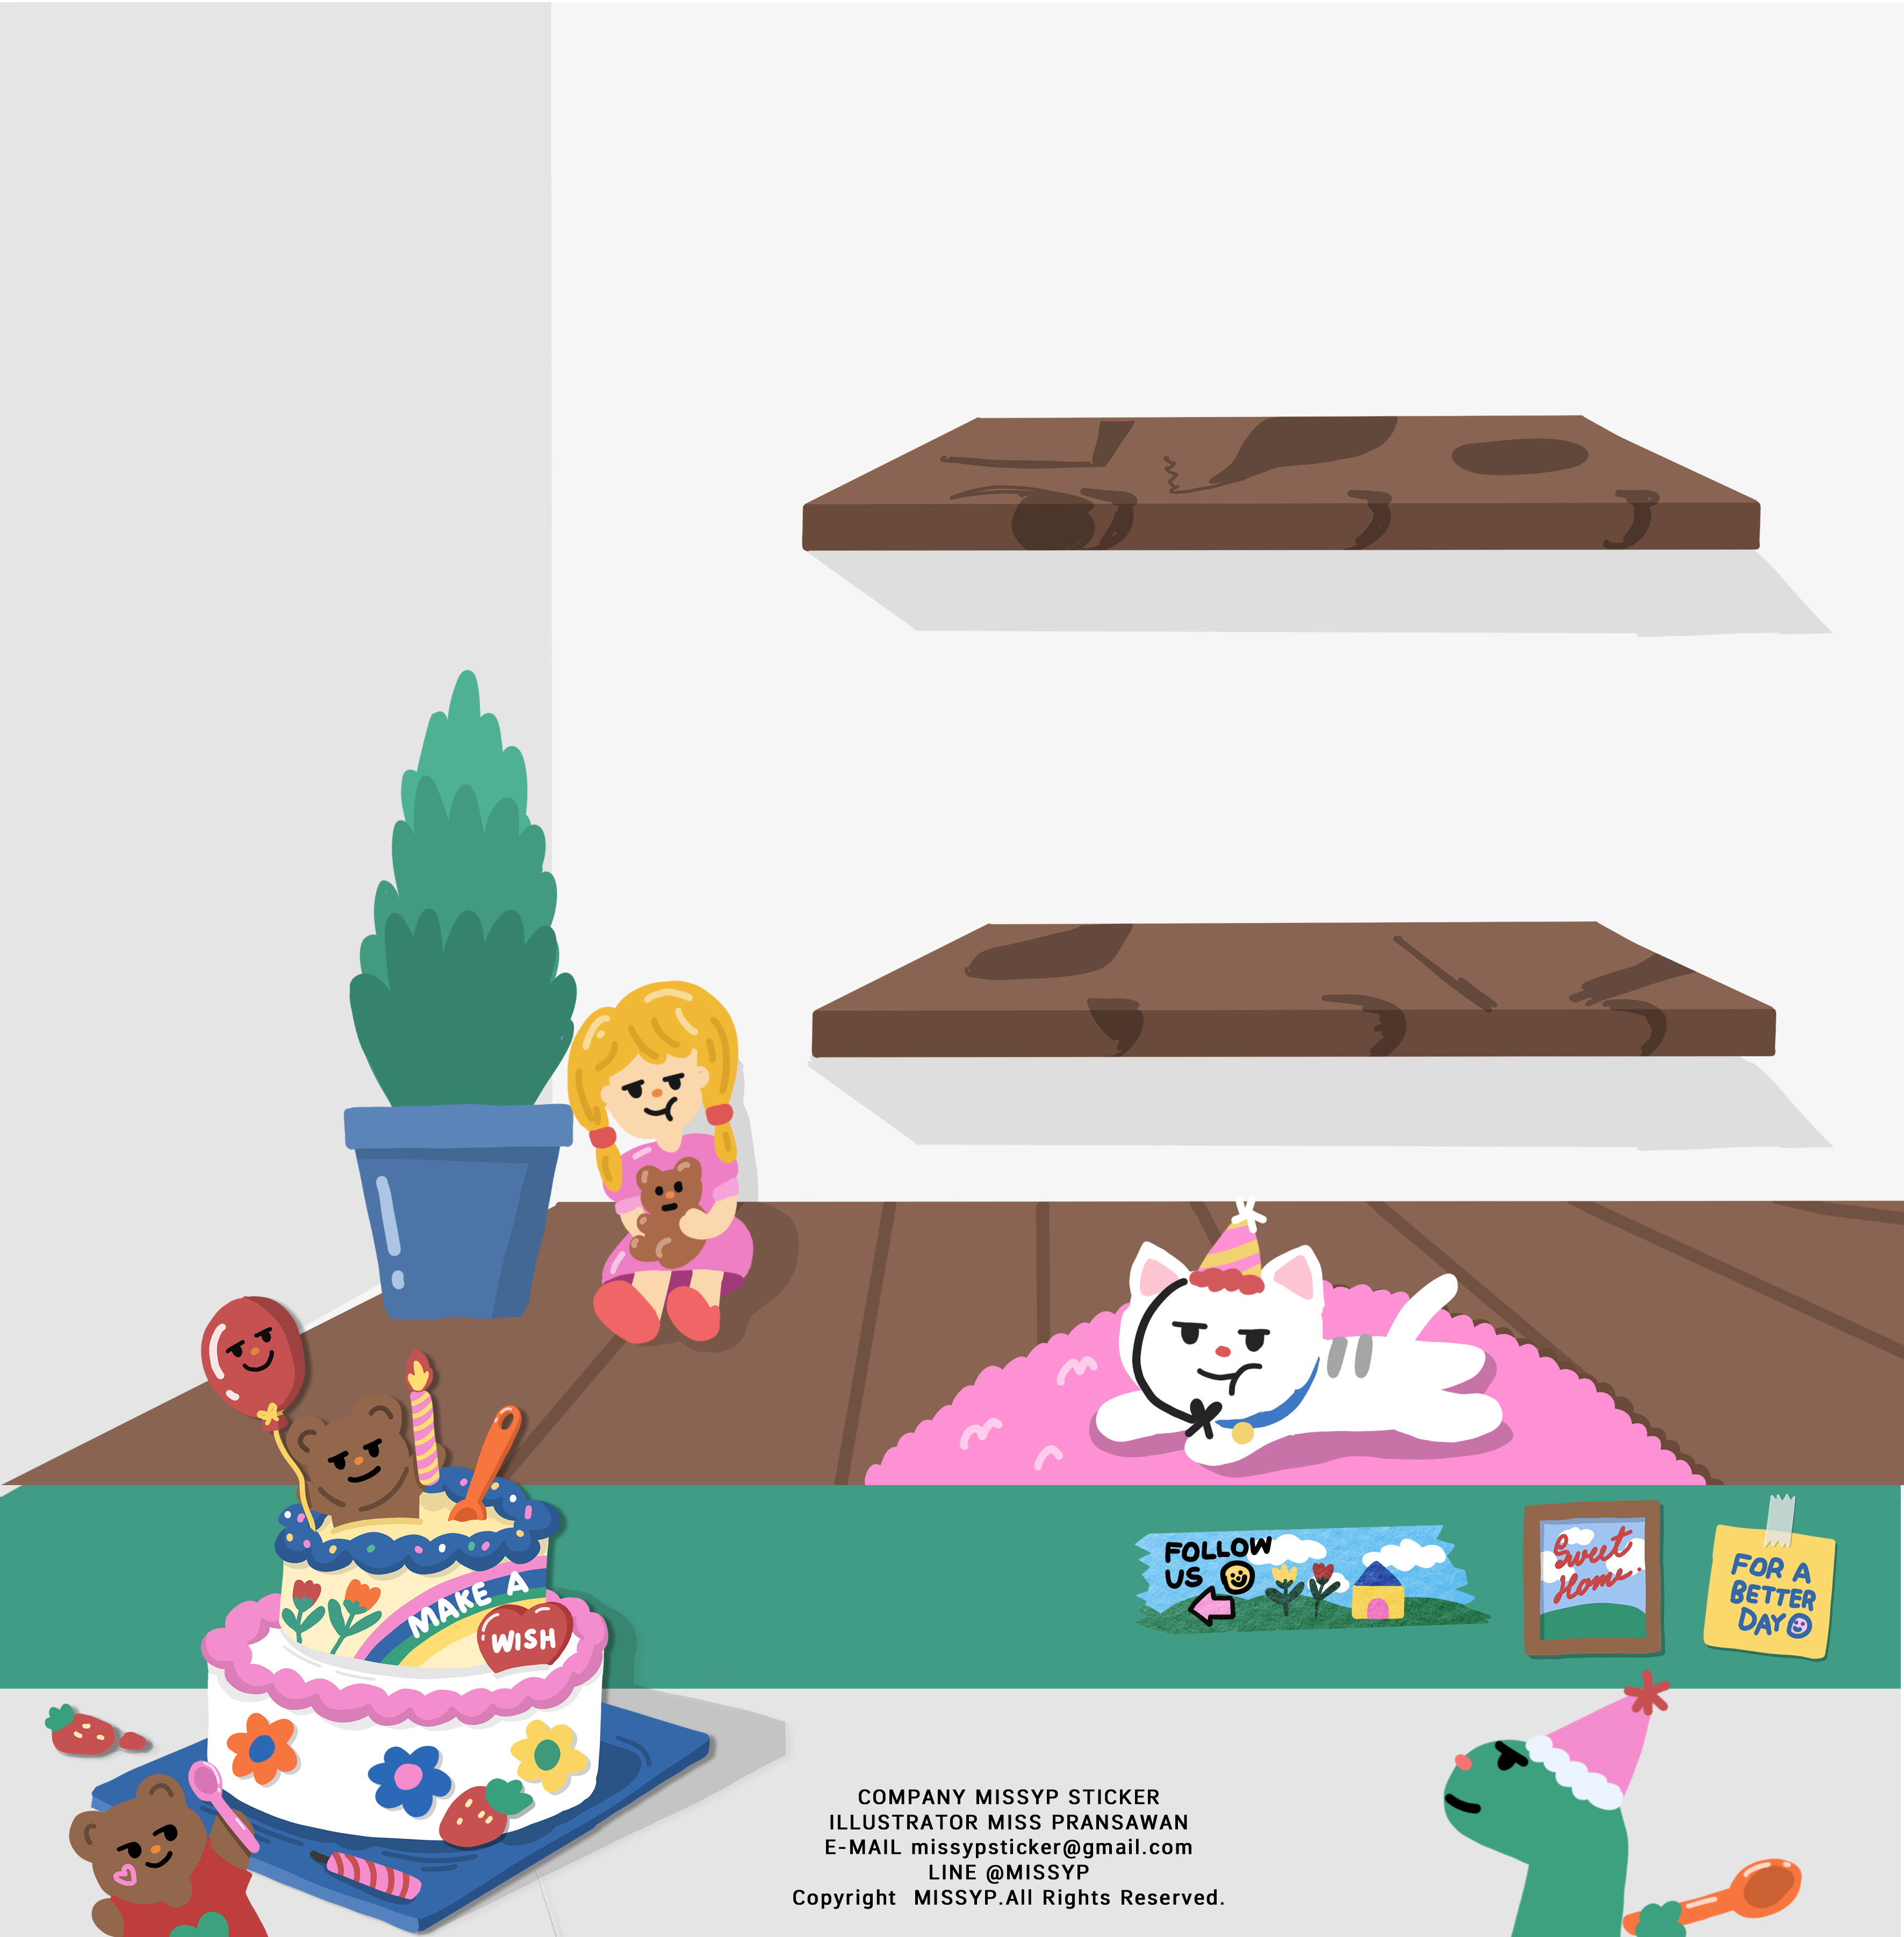 FOLLOW
US
Sweet
Home.
FOR A
BETTER
DAY
MAKE A
WISH
COMPANY MISSYP STICKER
ILLUSTRATOR MISS PRANSAWAN
E-MAIL missypsticker@gmail.com
LINE @MISSYP
Copyright  MISSYP.All Rights Reserved.